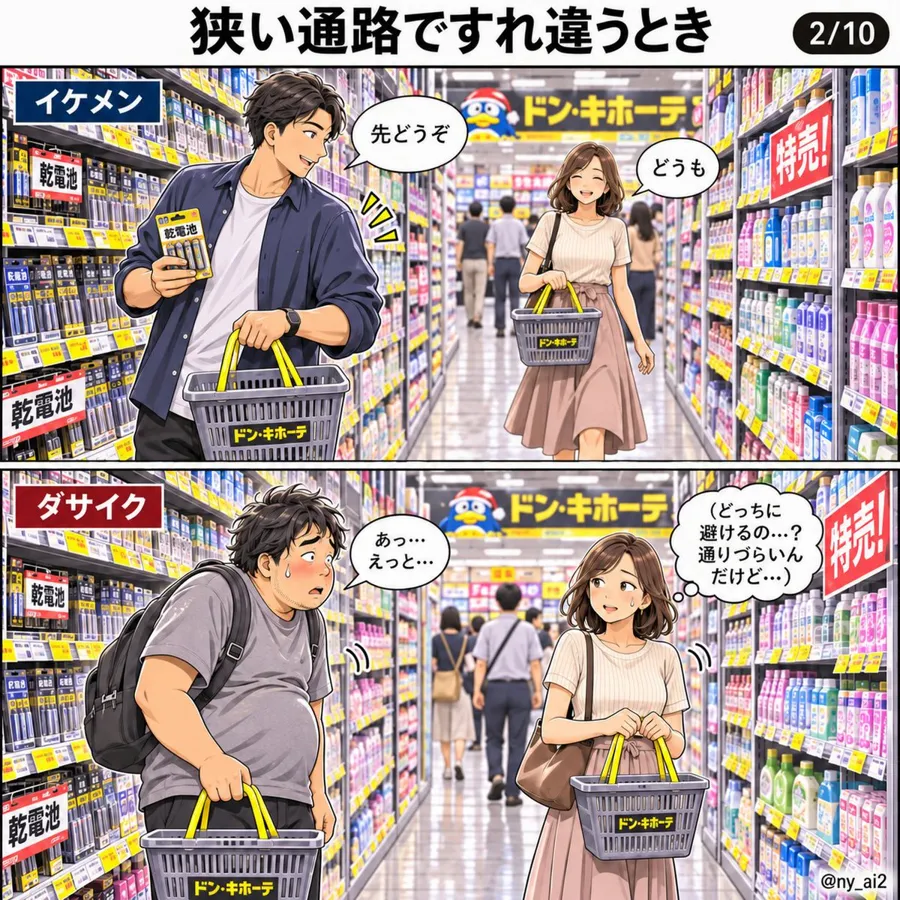 狭い通路ですれ違うとき
2/10
イケメン
先どうぞ
どうも
ドン・キホーテ
特売!
乾電池
乾電池
乾電池
ドン・キホーテ
ドン・キホーテ
ダサイク
あっ…
えっと…
(どっちに
避けるの…?
通りづらいん
だけど…)
ドン・キホーテ
特売!
乾電池
乾電池
ドン・キホーテ
ドン・キホーテ
@ny_ai2